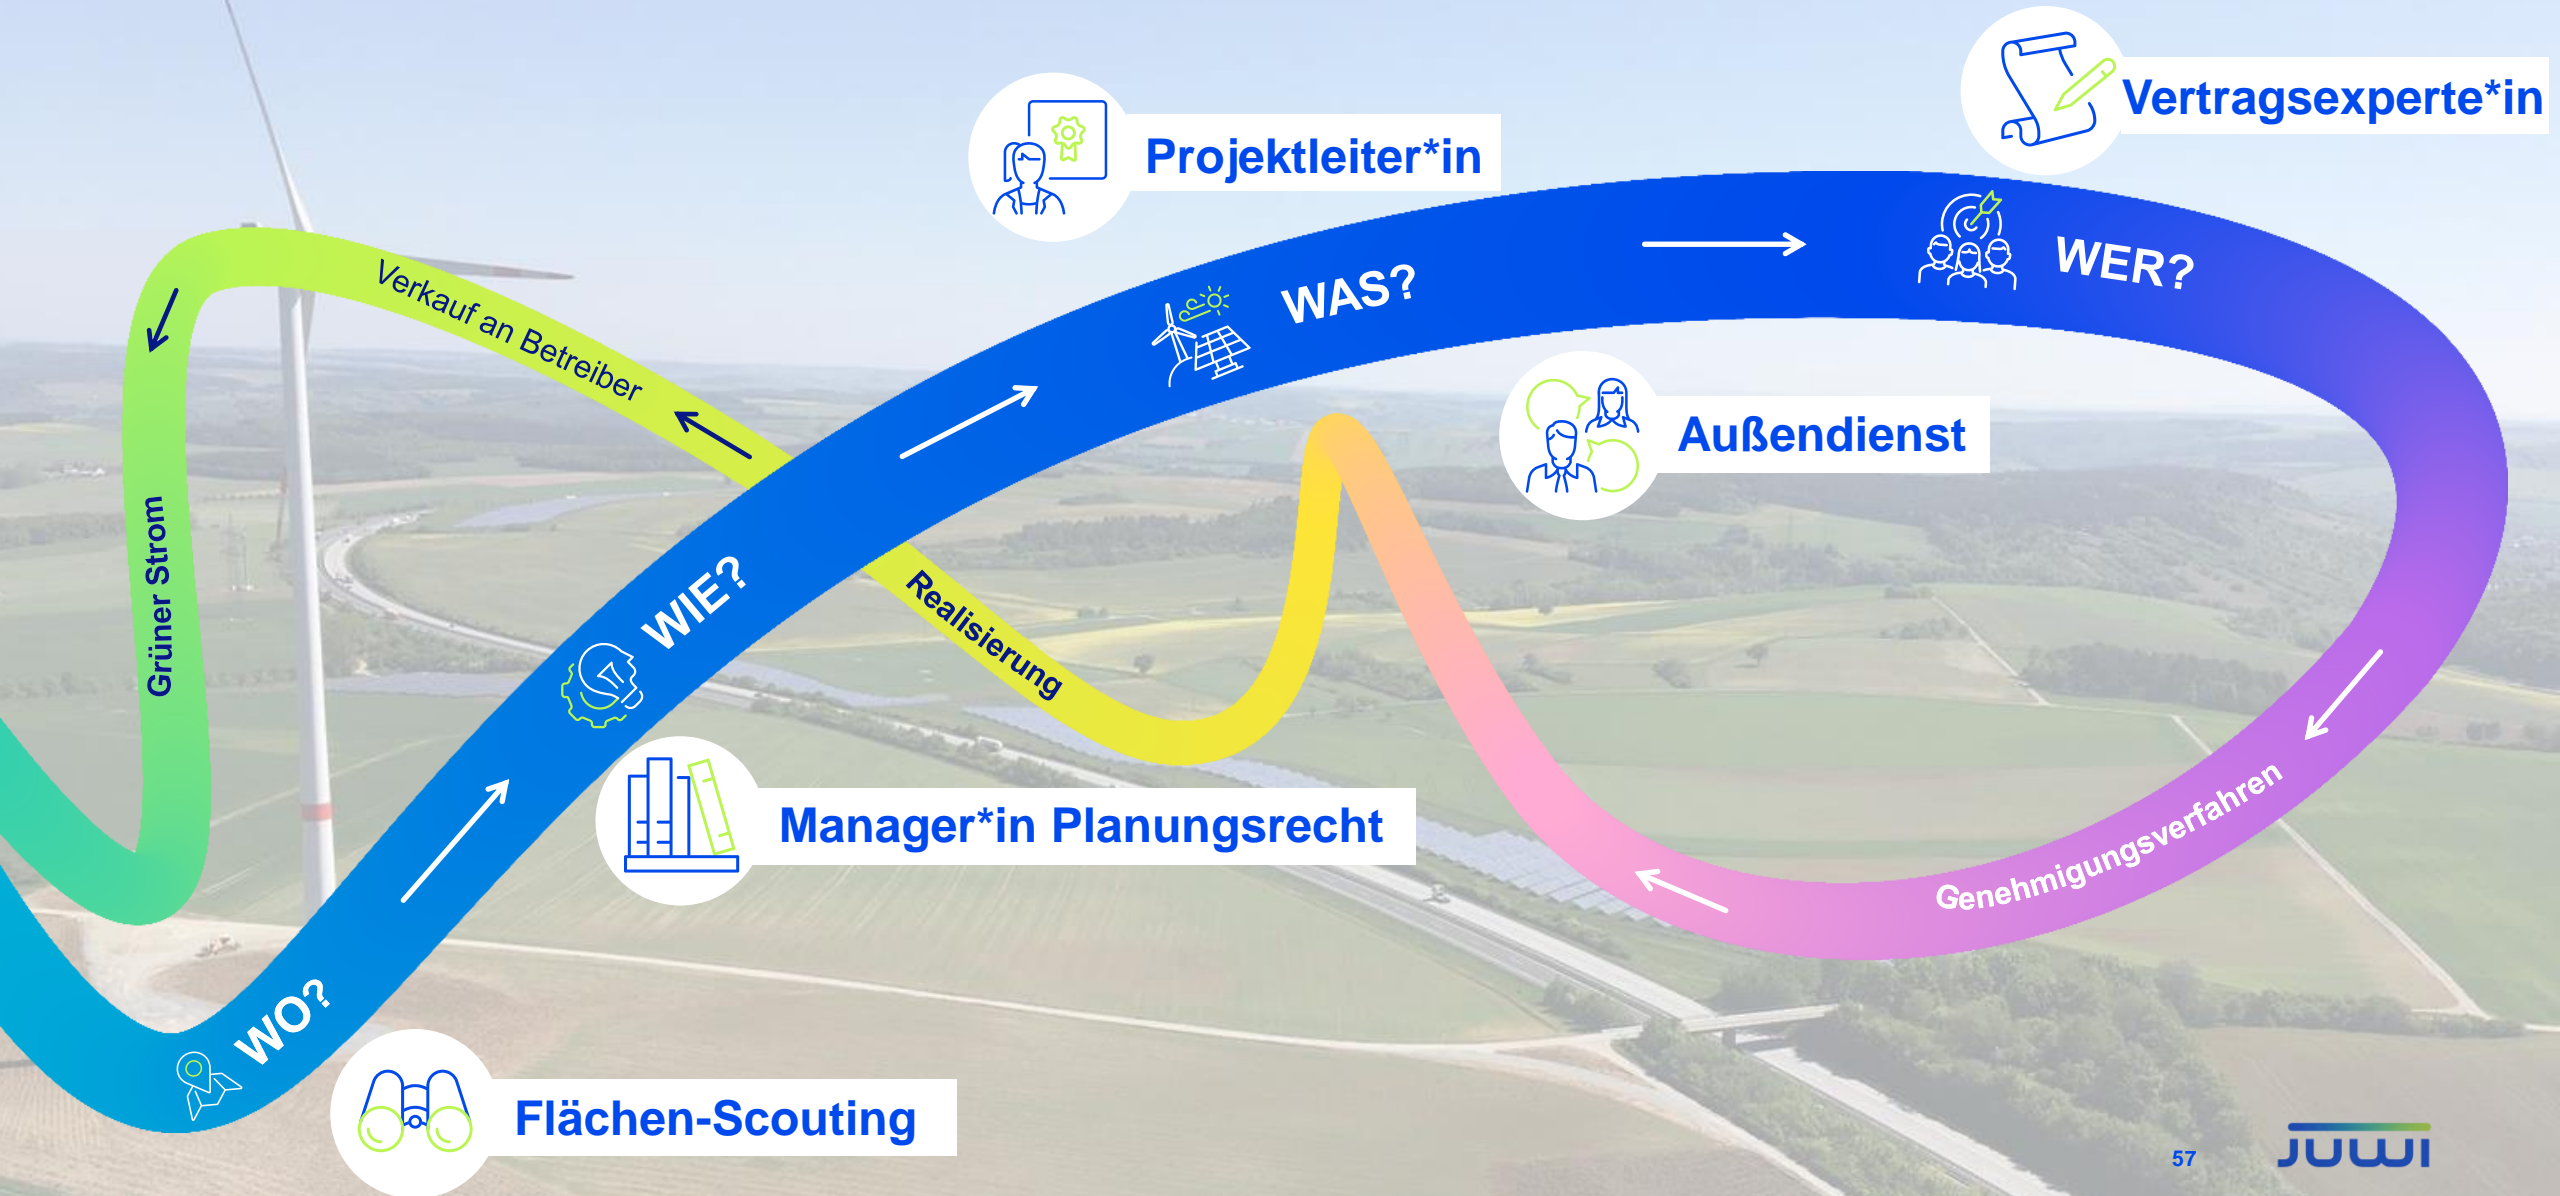 Vertragsexperte*in
Projektleiter*in
WAS?
WER?
Verkauf an Betreiber
Außendienst
Grüner Strom
WIE?
Realisierung
Manager*in Planungsrecht
Genehmigungsverfahren
WO?
Flächen-Scouting
57
JUWI